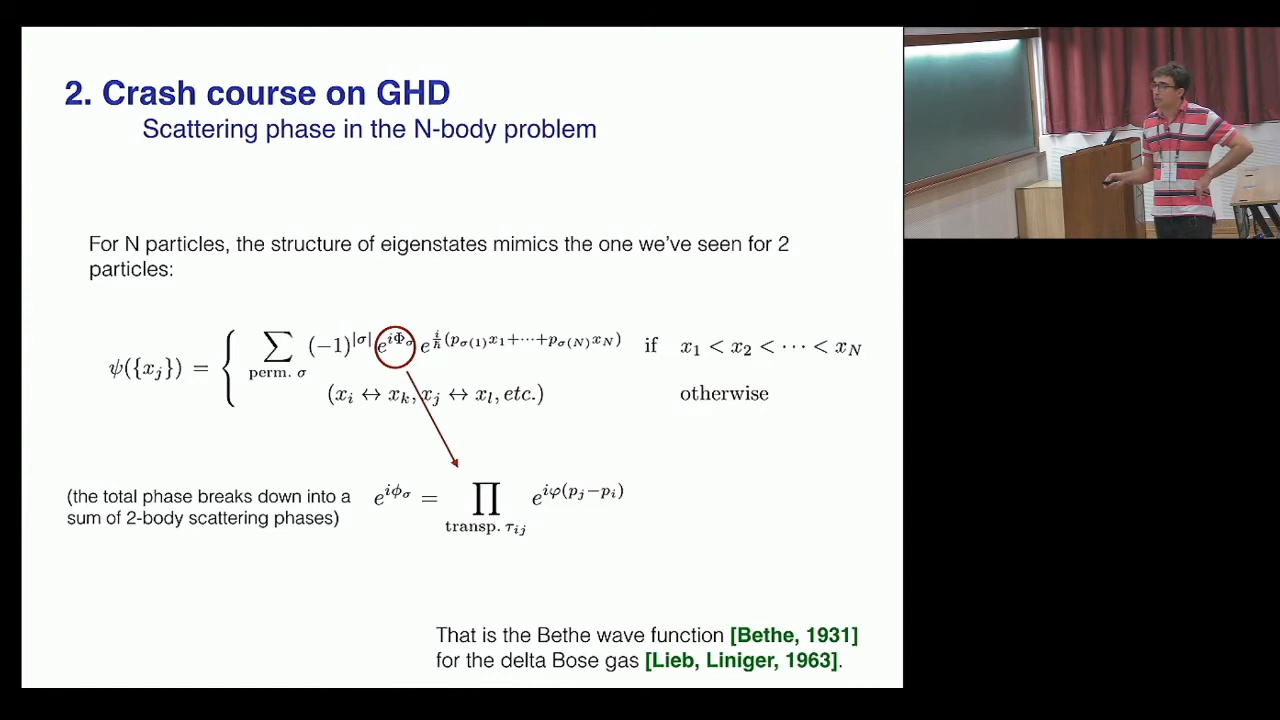 2. Crash course on GHD
Scattering phase in the N-body problem
For N particles, the structure of eigenstates mimics the one we've seen for 2
particles:
ψ({x_j}) = { ∑_{perm. σ} (−1)^{|σ|} e^{iΦ_σ} e^{\frac{i}{ħ}(p_{σ(1)}x_1+⋯+p_{σ(N)}x_N)} if x_1 < x_2 < ⋯ < x_N
(x_i ↔ x_k, x_j ↔ x_l, etc.) otherwise
(the total phase breaks down into a
sum of 2-body scattering phases)
e^{iϕ_σ} = ∏_{transp. τ_{ij}} e^{iφ(p_j−p_i)}
That is the Bethe wave function [Bethe, 1931]
for the delta Bose gas [Lieb, Liniger, 1963].